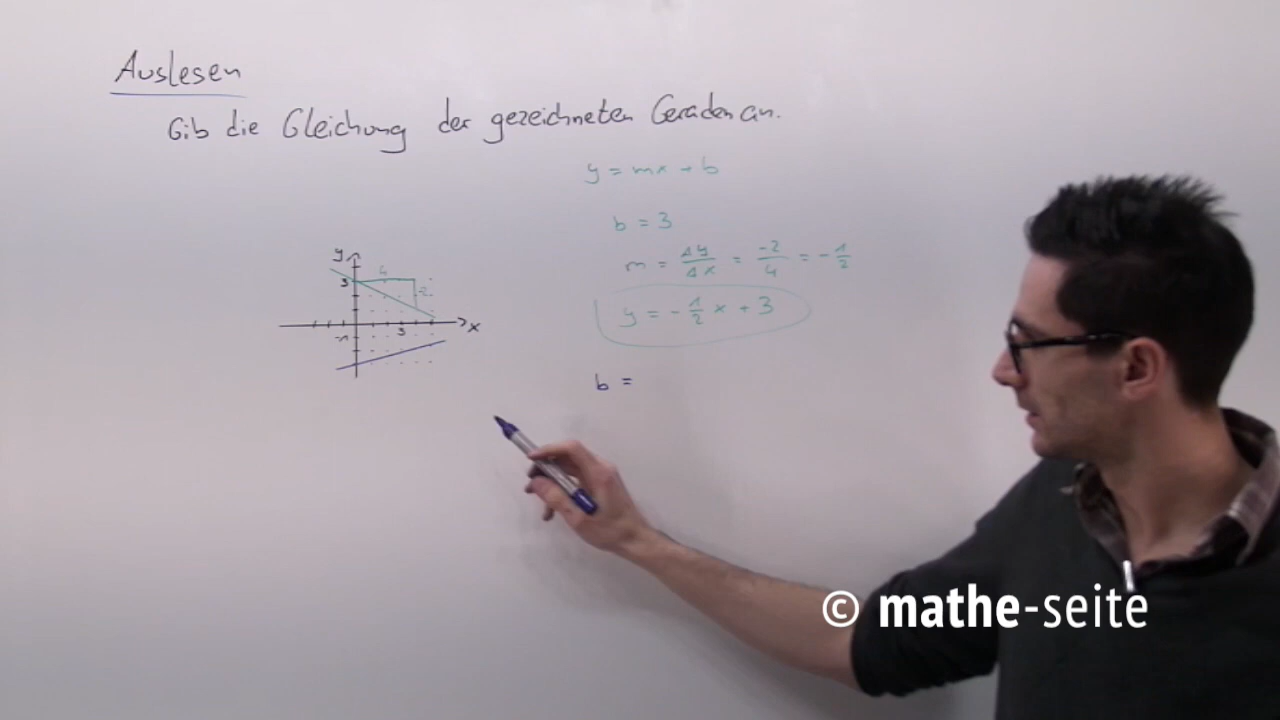 Auslesen
Gib die Gleichung der gezeichneten Geraden an.
y = mx + b
b = 3
m = Δy/Δx = -2/4 = -1/2
y = -1/2 x + 3
b =
y
4
3
-2
3
x
-1
© mathe-seite